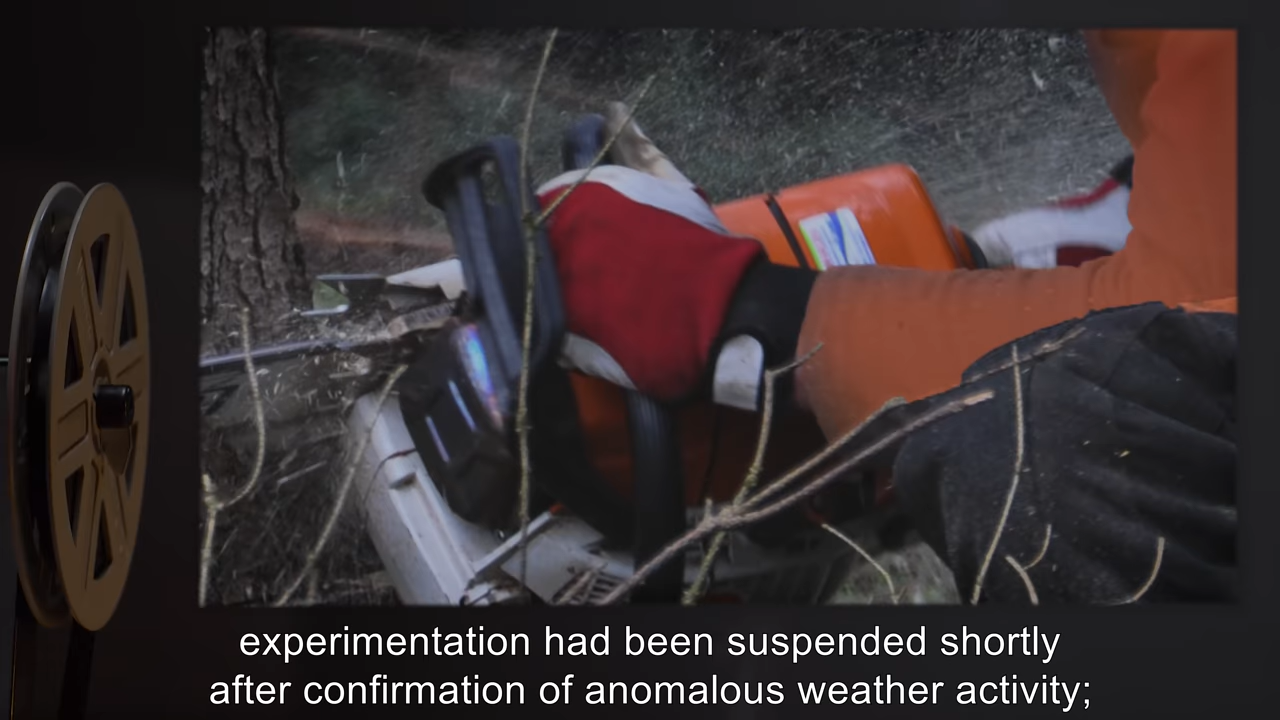 experimentation had been suspended shortly
after confirmation of anomalous weather activity;